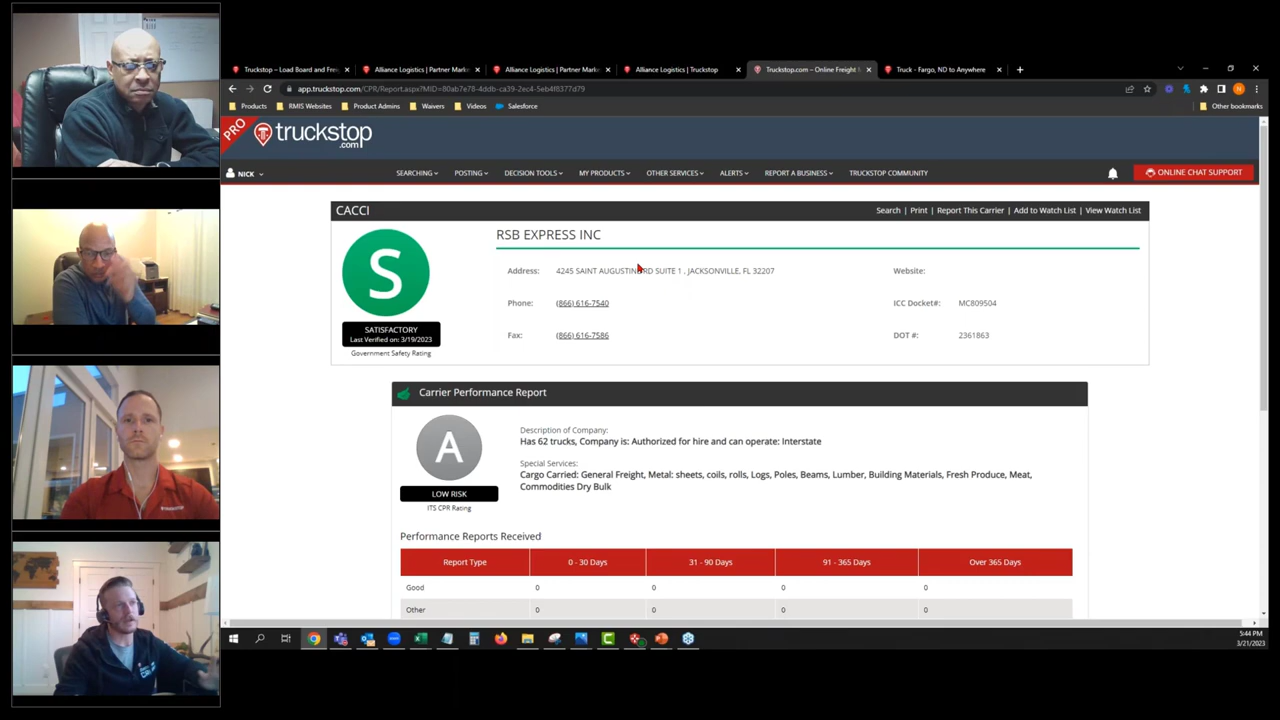 Truckstop – Load Board and Frei
Alliance Logistics | Partner Mark
Alliance Logistics | Partner Mark
Alliance Logistics | Truckstop
Truckstop.com – Online Freight
Truck - Fargo, ND to Anywhere
app.truckstop.com/CPR/Report.aspx?MID=80ab7e78-4ddb-ca39-2ec4-5eb4f8377d79
N
Products
RMIS Websites
Product Admins
Waivers
Videos
Salesforce
Other bookmarks
PRO
truckstop
.com
NICK
SEARCHING
POSTING
DECISION TOOLS
MY PRODUCTS
OTHER SERVICES
ALERTS
REPORT A BUSINESS
TRUCKSTOP COMMUNITY
ONLINE CHAT SUPPORT
CACCI
Search | Print | Report This Carrier | Add to Watch List | View Watch List
S
SATISFACTORY
Last Verified on: 3/19/2023
Government Safety Rating
RSB EXPRESS INC
Address: 4245 SAINT AUGUSTINE RD SUITE 1 , JACKSONVILLE, FL 32207
Website:
Phone: (866) 616-7540
ICC Docket#: MC809504
Fax: (866) 616-7586
DOT #: 2361863
Carrier Performance Report
A
LOW RISK
ITS CPR Rating
Description of Company:
Has 62 trucks, Company is: Authorized for hire and can operate: Interstate
Special Services:
Cargo Carried: General Freight, Metal: sheets, coils, rolls, Logs, Poles, Beams, Lumber, Building Materials, Fresh Produce, Meat,
Commodities Dry Bulk
Performance Reports Received
Report Type 0 - 30 Days 31 - 90 Days 91 - 365 Days Over 365 Days
Good 0 0 0 0
Other 0 0 0 0
5:44 PM
3/21/2023